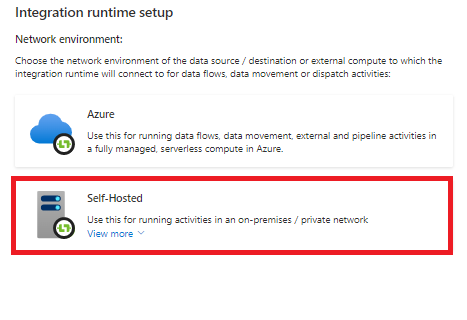 Integration runtime setup
Network environment:
Choose the network environment of the data source / destination or external compute to which the
integration runtime will connect to for data flows, data movement or dispatch activities:
Azure
Use this for running data flows, data movement, external and pipeline activities in
a fully managed, serverless compute in Azure.
Self-Hosted
Use this for running activities in an on-premises / private network
View more